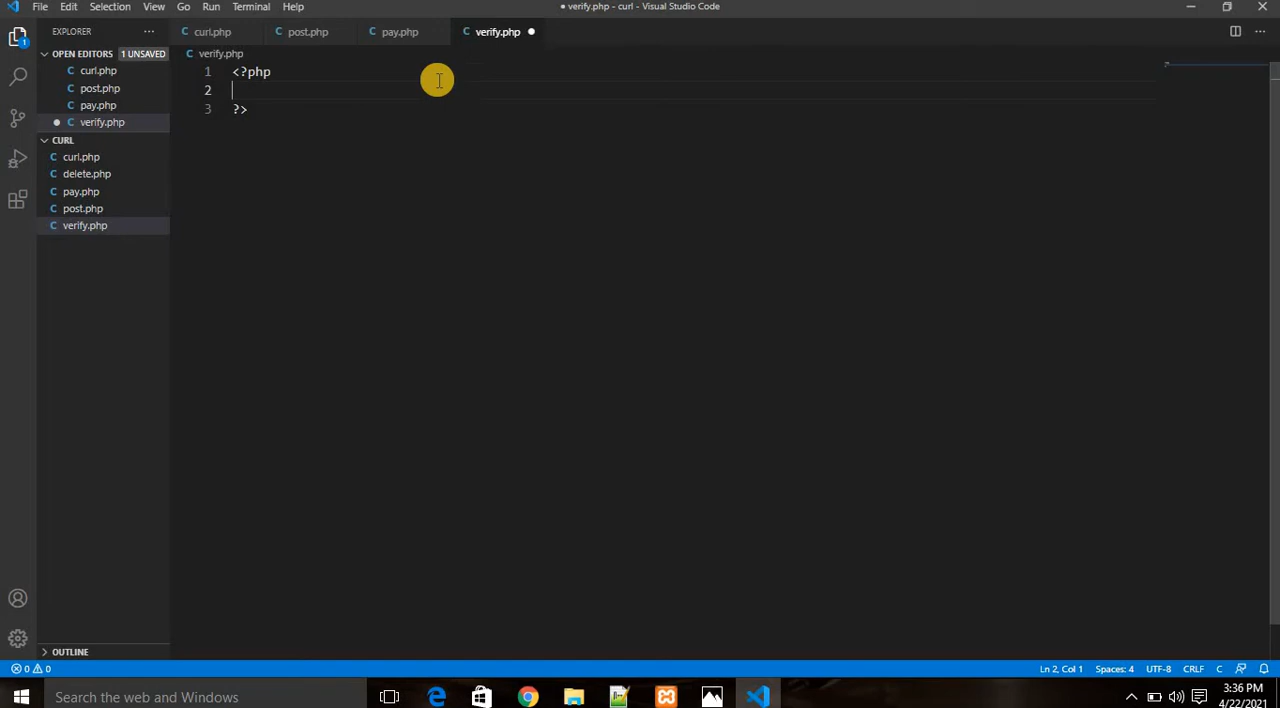 File Edit Selection View Go Run Terminal Help
● verify.php - curl - Visual Studio Code
EXPLORER ···
OPEN EDITORS 1 UNSAVED
C curl.php
C post.php
C pay.php
● C verify.php
CURL
C curl.php
C delete.php
C pay.php
C post.php
C verify.php
OUTLINE
1
C curl.php C post.php C pay.php C verify.php ●
C verify.php
1 <?php
2
3 ?>
0 0
Ln 2, Col 1 Spaces: 4 UTF-8 CRLF C
Search the web and Windows
3:36 PM
4/22/2021